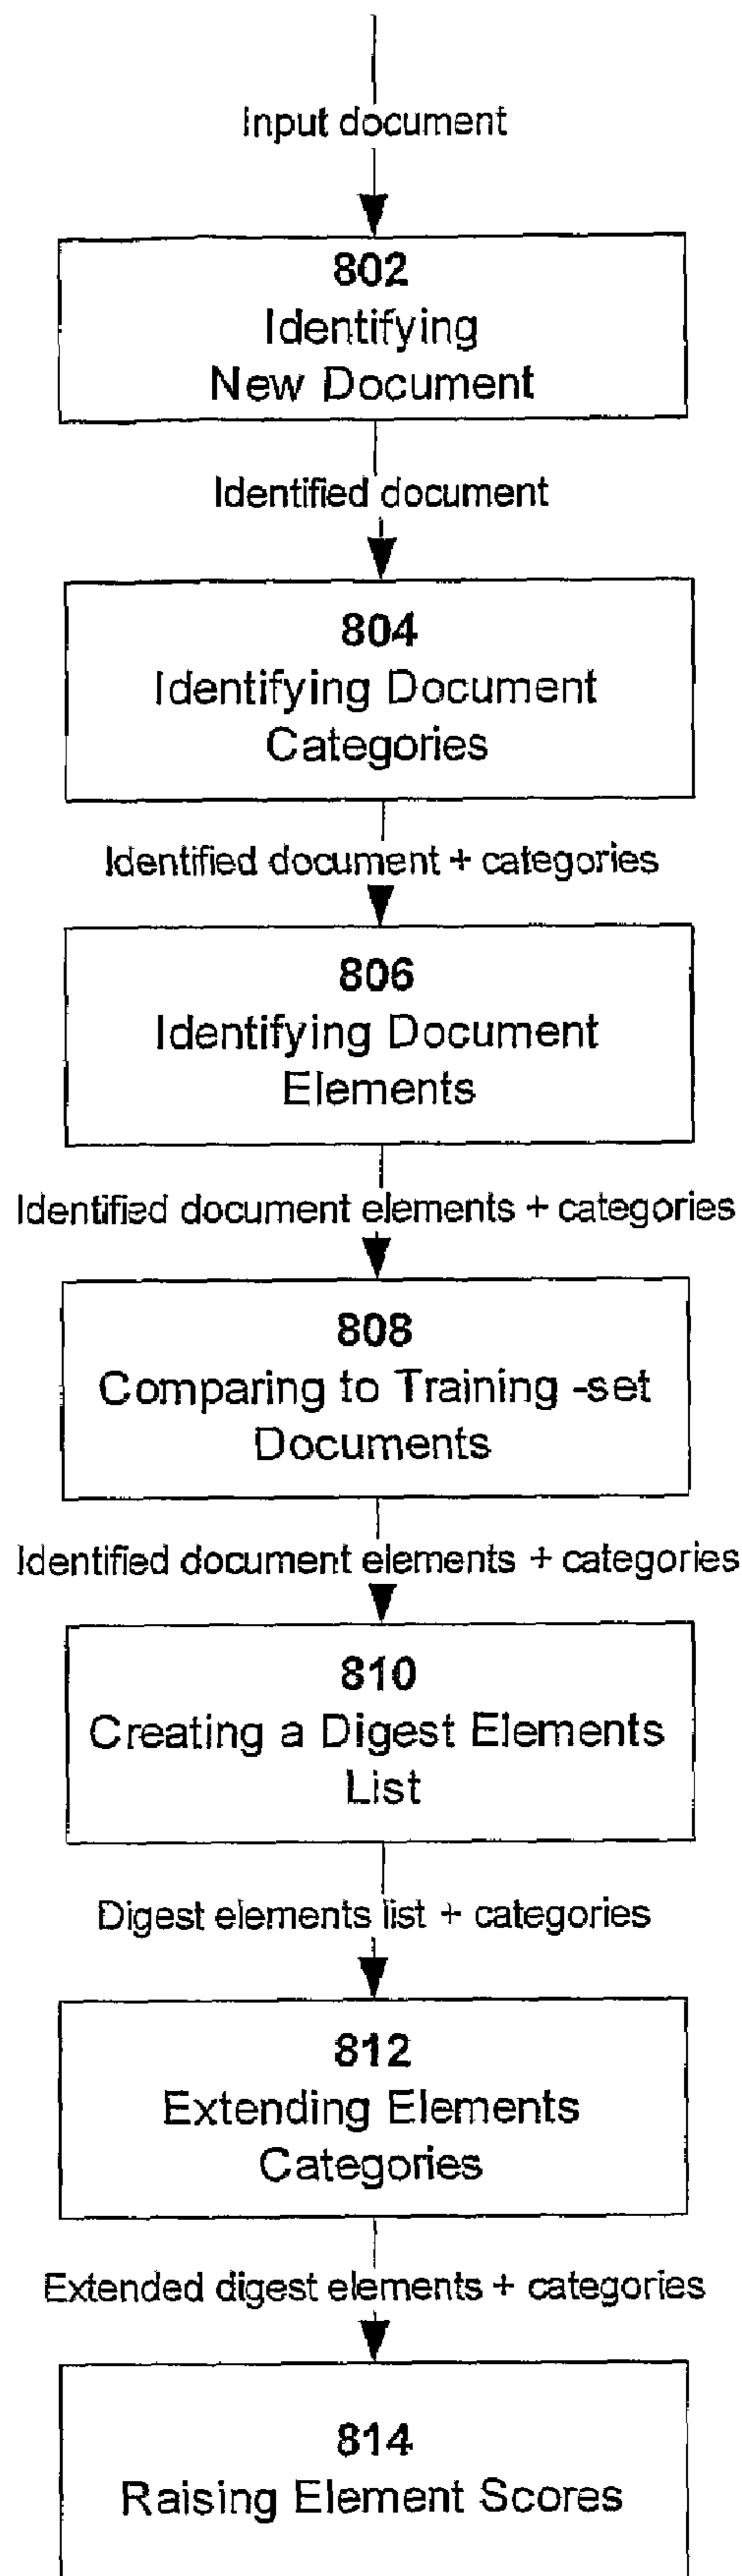 Input document
802
Identifying
New Document
Identified document
804
Identifying Document
Categories
Identified document + categories
806
Identifying Document
Elements
Identified document elements + categories
808
Comparing to Training -set
Documents
Identified document elements + categories
810
Creating a Digest Elements
List
Digest elements list + categories
812
Extending Elements
Categories
Extended digest elements + categories
814
Raising Element Scores